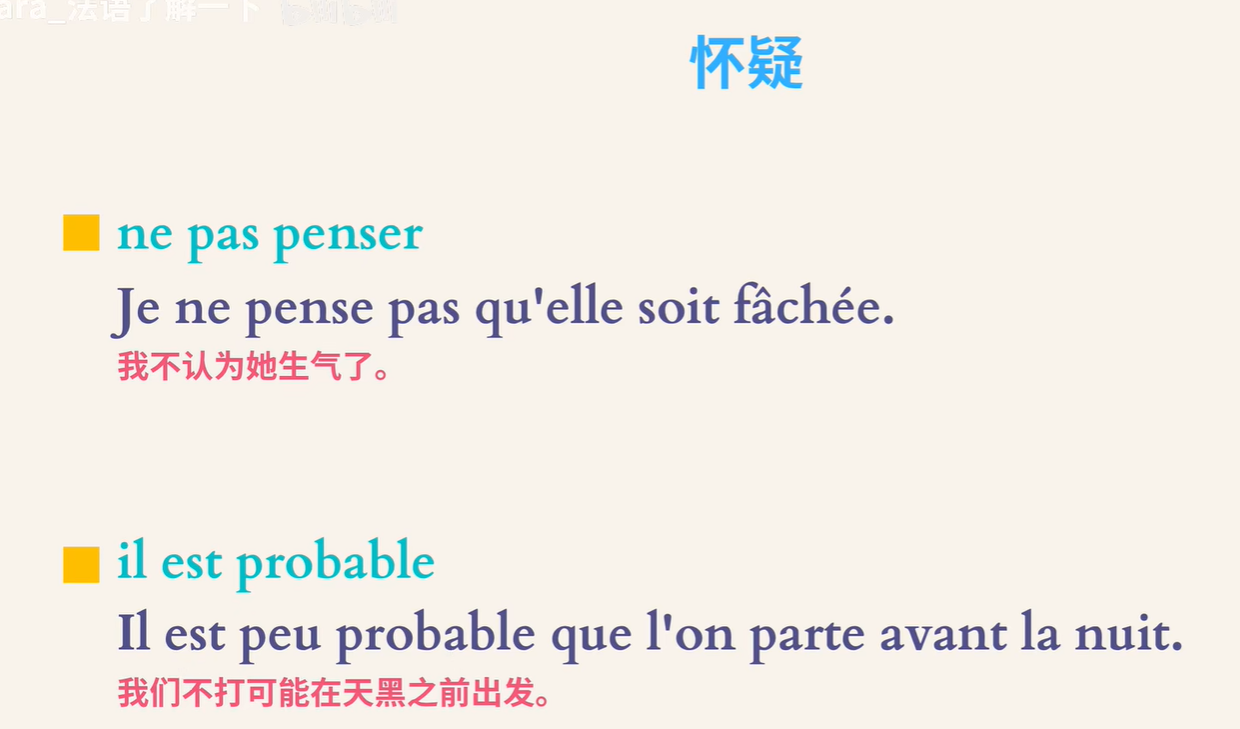 ara_法语了解一下
怀疑
ne pas penser
Je ne pense pas qu'elle soit fâchée.
我不认为她生气了。
il est probable
Il est peu probable que l'on parte avant la nuit.
我们不打可能在天黑之前出发。